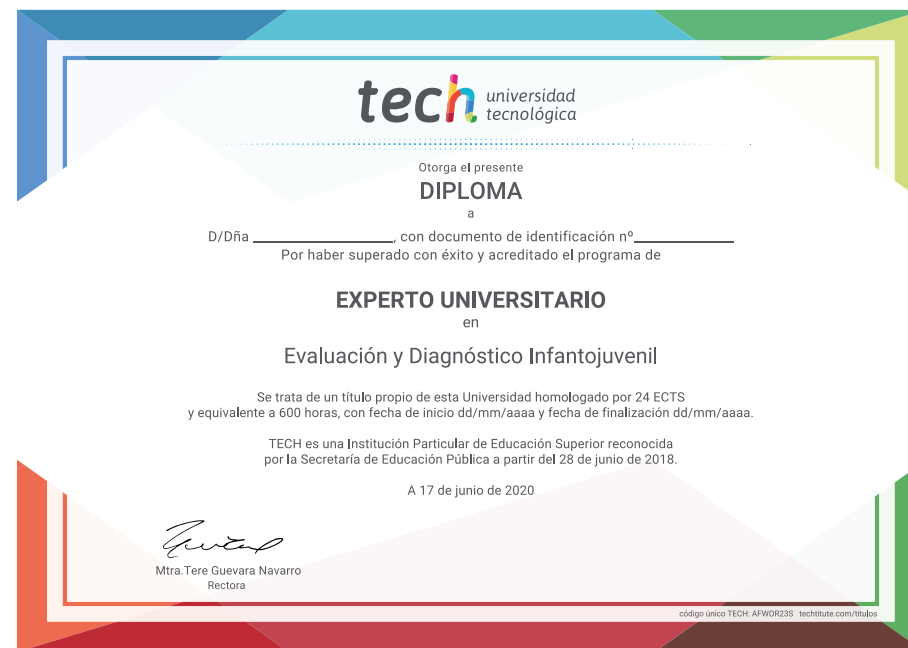 tech universidad
tecnológica
Otorga el presente
DIPLOMA
a
D/Dña ____________, con documento de identificación nº____________
Por haber superado con éxito y acreditado el programa de
EXPERTO UNIVERSITARIO
en
Evaluación y Diagnóstico Infantojuvenil
Se trata de un título propio de esta Universidad homologado por 24 ECTS
y equivalente a 600 horas, con fecha de inicio dd/mm/aaaa y fecha de finalización dd/mm/aaaa.
TECH es una Institución Particular de Educación Superior reconocida
por la Secretaría de Educación Pública a partir del 28 de junio de 2018.
A 17 de junio de 2020
Mtra.Tere Guevara Navarro
Rectora
código único TECH: AFWOR23S techtitute.com/titulos